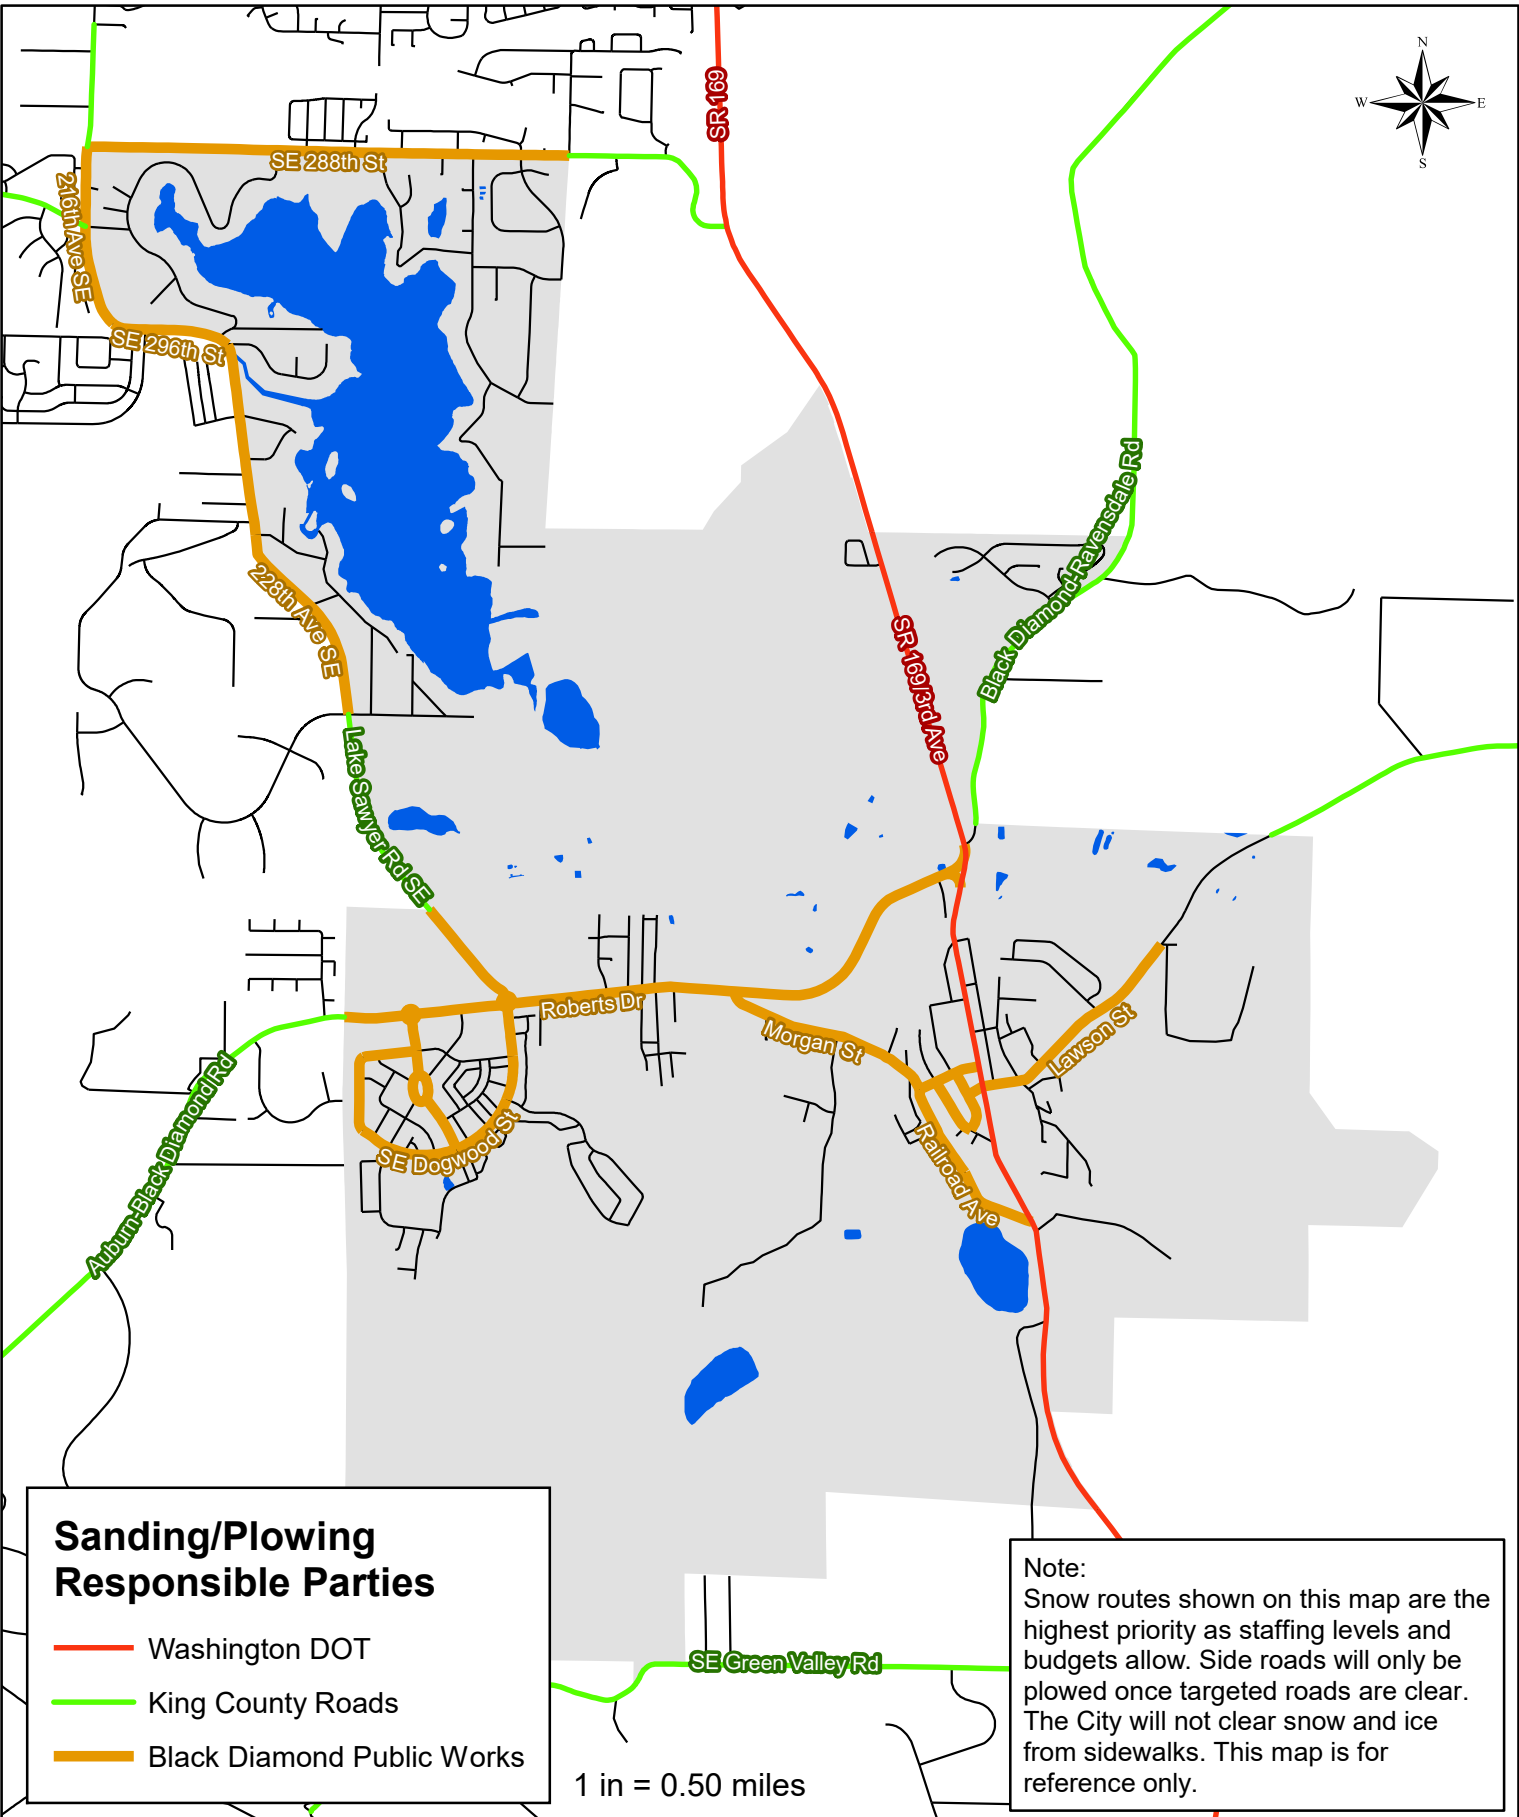 N
W E
S
SR 169
SE 288th St
216th Ave SE
SE 296th St
Black Diamond-Ravensdale Rd
228th Ave SE
SR 169/3rd Ave
Lake Sawyer Rd SE
Roberts Dr
Morgan St
Lawson St
Auburn-Black Diamond Rd
SE Dogwood St
Railroad Ave
SE Green Valley Rd
Sanding/Plowing
Responsible Parties
Washington DOT
King County Roads
Black Diamond Public Works
1 in = 0.50 miles
Note:
Snow routes shown on this map are the
highest priority as staffing levels and
budgets allow. Side roads will only be
plowed once targeted roads are clear.
The City will not clear snow and ice
from sidewalks. This map is for
reference only.